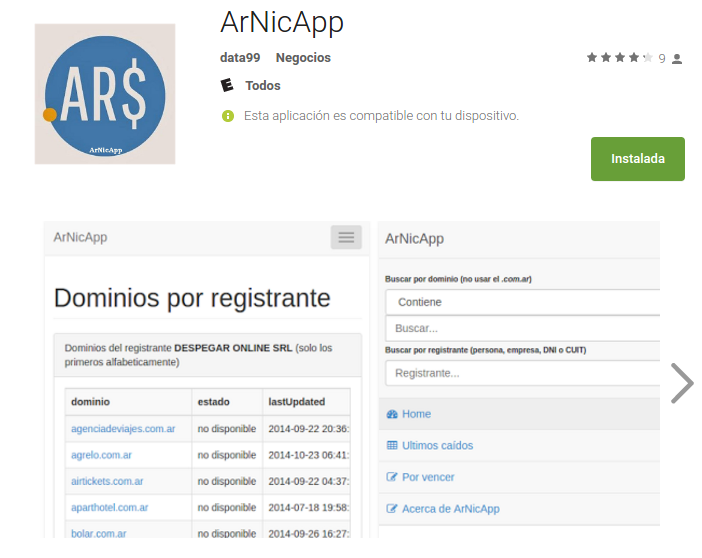 ArNicApp
data99 Negocios
9
Todos
Esta aplicación es compatible con tu dispositivo.
Instalada
AR$
ArNicApp
ArNicApp
Dominios por registrante
Dominios del registrante DESPEGAR ONLINE SRL (solo los
primeros alfabeticamente)
dominio estado lastUpdated
agenciadeviajes.com.ar no disponible 2014-09-22 20:36:
agrelo.com.ar no disponible 2014-10-23 06:41:
airtickets.com.ar no disponible 2014-09-22 04:37:
aparthotel.com.ar no disponible 2014-07-18 19:58:
bolar.com.ar no disponible 2014-09-26 16:27:
ArNicApp
Buscar por dominio (no usar el .com.ar)
Contiene
Buscar...
Buscar por registrante (persona, empresa, DNI o CUIT)
Registrante...
Home
Ultimos caídos
Por vencer
Acerca de ArNicApp